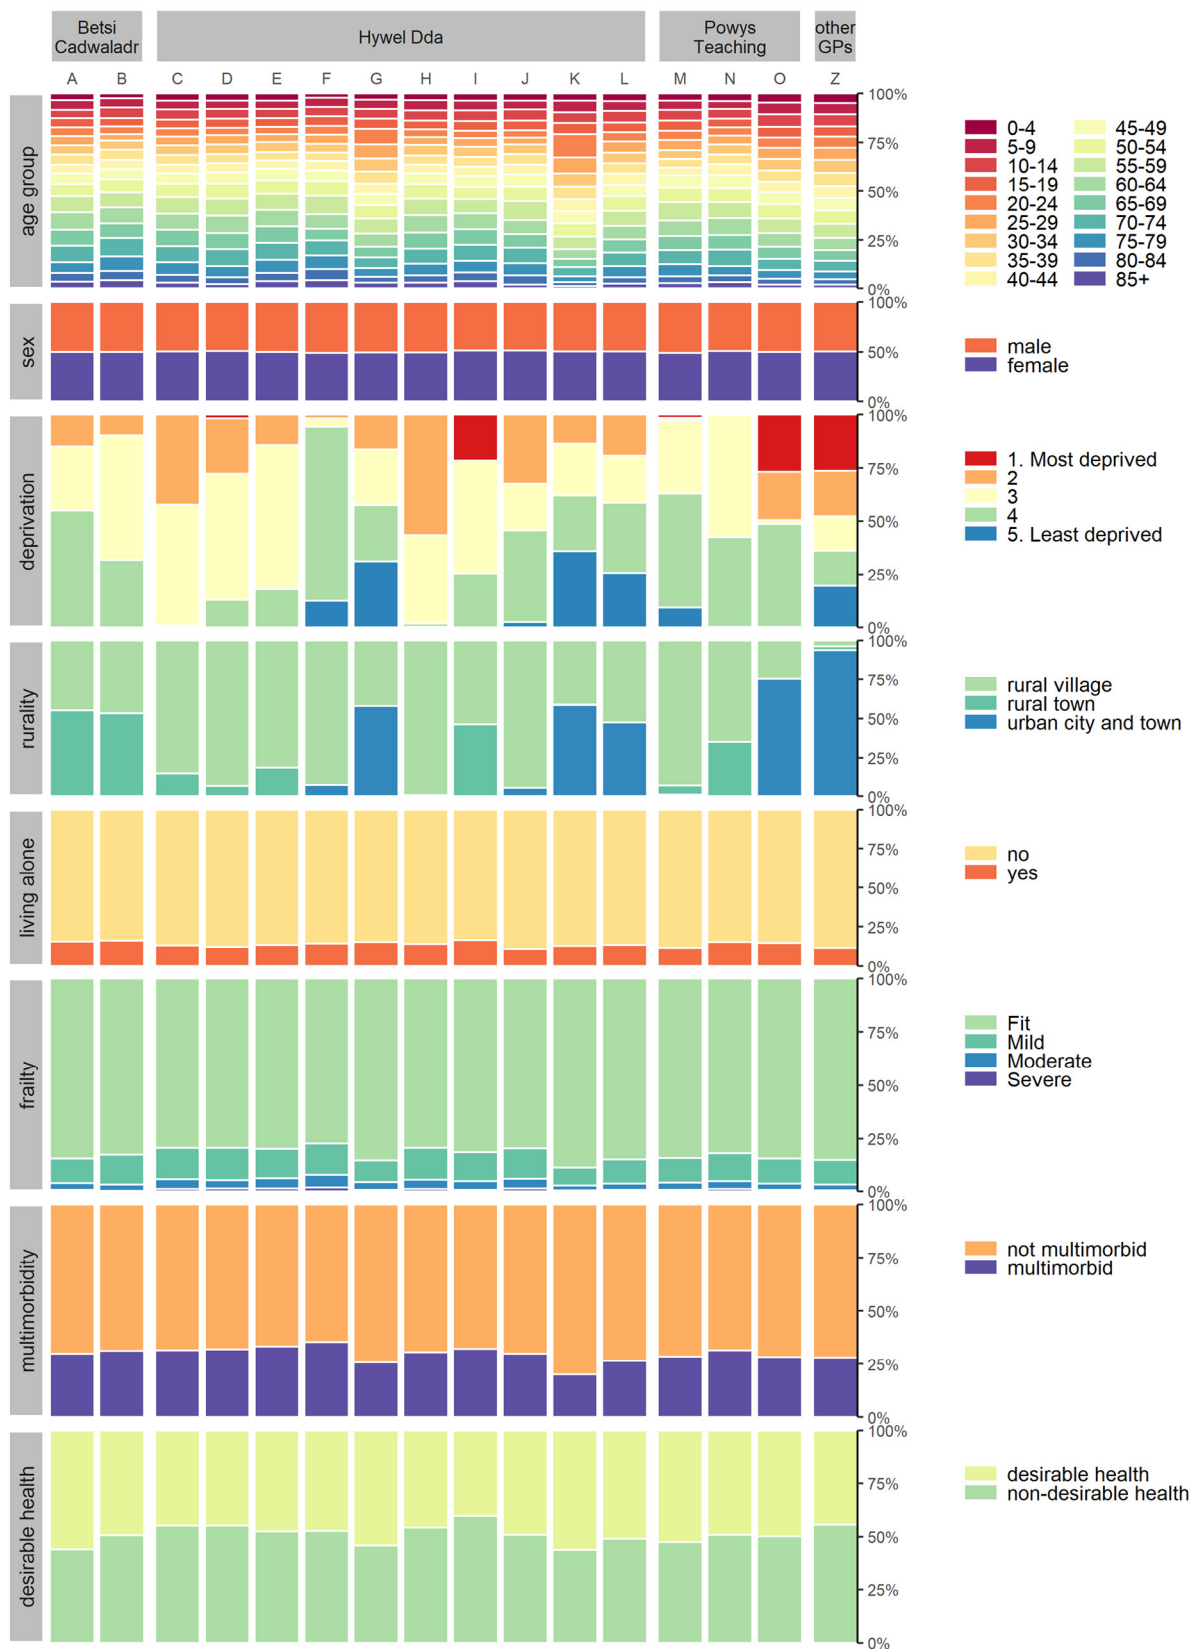 Betsi
Cadwaladr
Hywel Dda
Powys
Teaching
other
GPs
A B C D E F G H I J K L M N O Z
age group
100%
75%
50%
25%
0%
0-4 45-49
5-9 50-54
10-14 55-59
15-19 60-64
20-24 65-69
25-29 70-74
30-34 75-79
35-39 80-84
40-44 85+
sex
100%
50%
0%
male
female
deprivation
100%
75%
50%
25%
0%
1. Most deprived
2
3
4
5. Least deprived
rurality
100%
75%
50%
25%
0%
rural village
rural town
urban city and town
living alone
100%
75%
50%
25%
0%
no
yes
frailty
100%
75%
50%
25%
0%
Fit
Mild
Moderate
Severe
multimorbidity
100%
75%
50%
25%
0%
not multimorbid
multimorbid
desirable health
100%
75%
50%
25%
0%
desirable health
non-desirable health